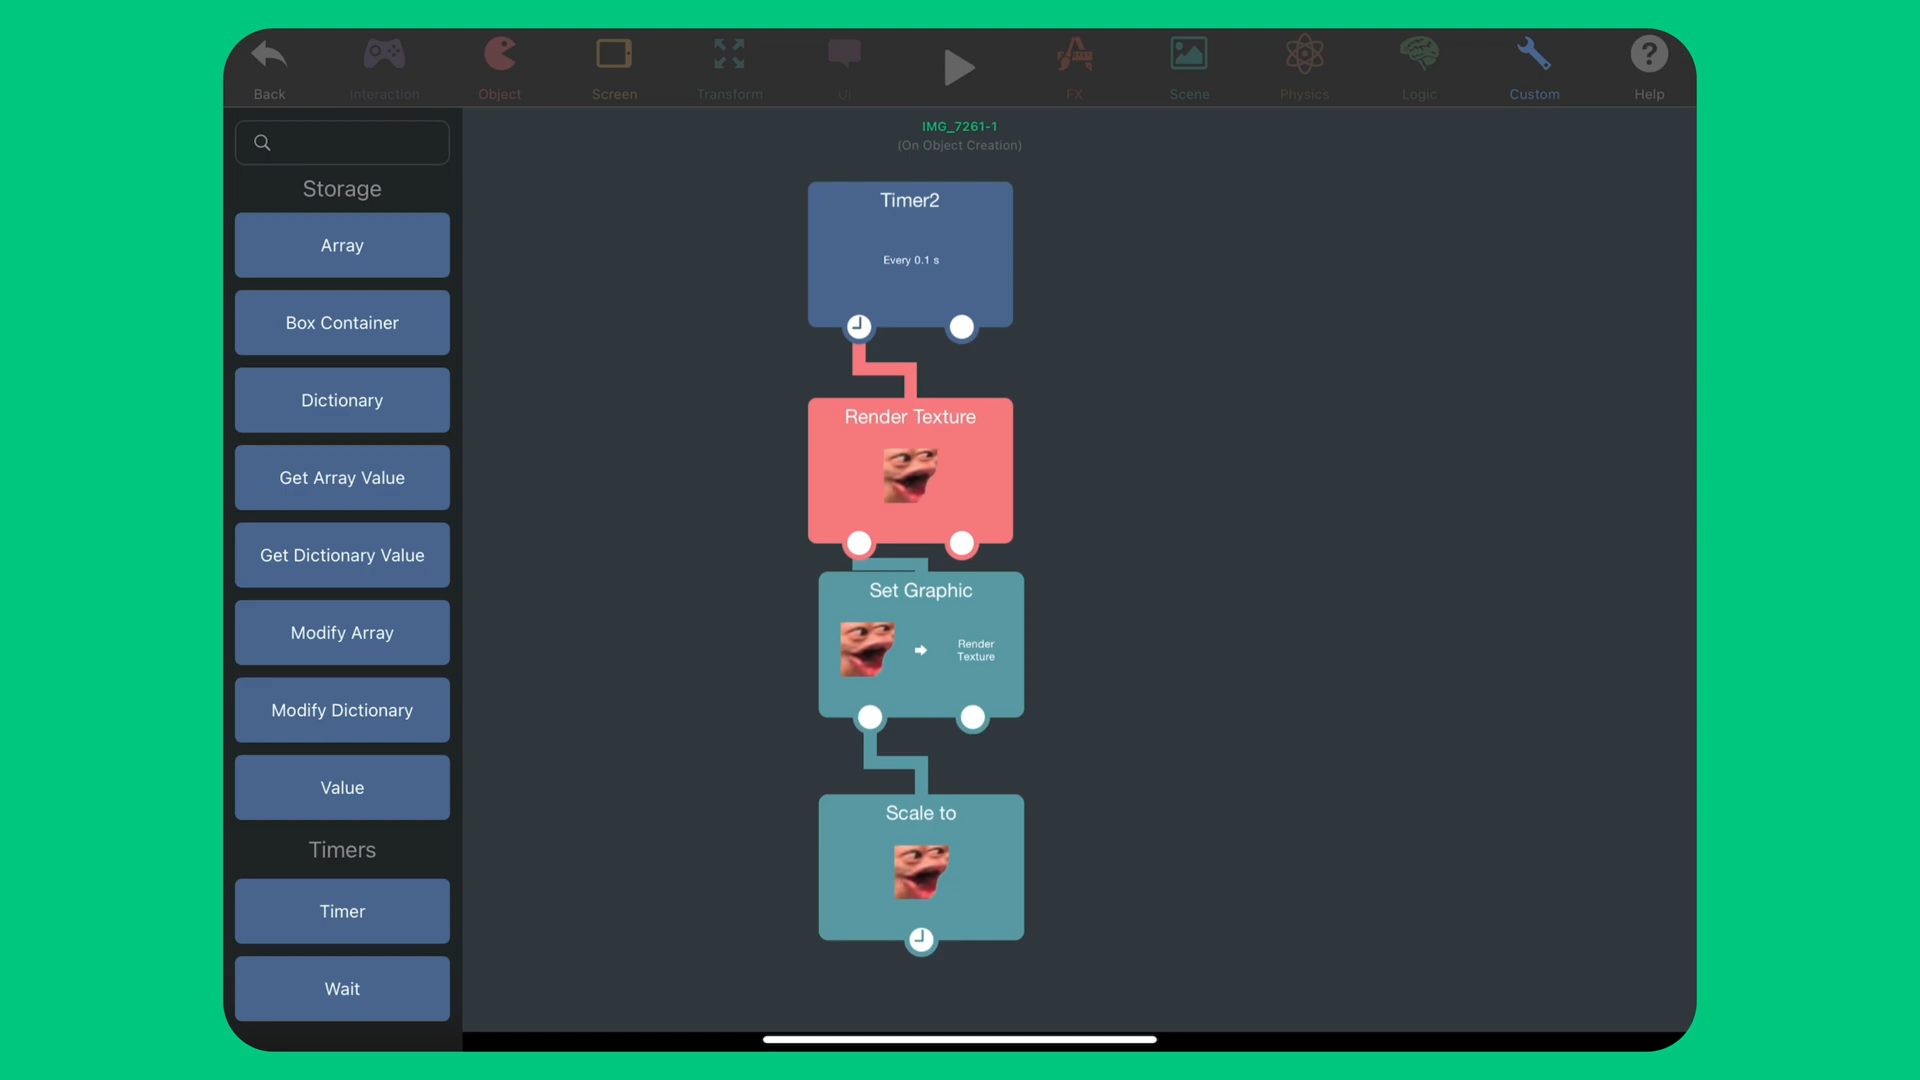 Back
Interaction
Object
Screen
Transform
UI
FX
Scene
Physics
Logic
Custom
?
Help
IMG_7261-1
(On Object Creation)
Storage
Array
Box Container
Dictionary
Get Array Value
Get Dictionary Value
Modify Array
Modify Dictionary
Value
Timers
Timer
Wait
Timer2
Every 0.1 s
Render Texture
Set Graphic
Render
Texture
Scale to